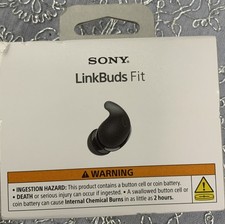 SONY
LinkBuds Fit
WARNING
• INGESTION HAZARD: This product contains a button cell or coin battery.
• DEATH or serious injury can occur if ingested. • A swallowed button cell or
coin battery can cause Internal Chemical Burns in as little as 2 hours.